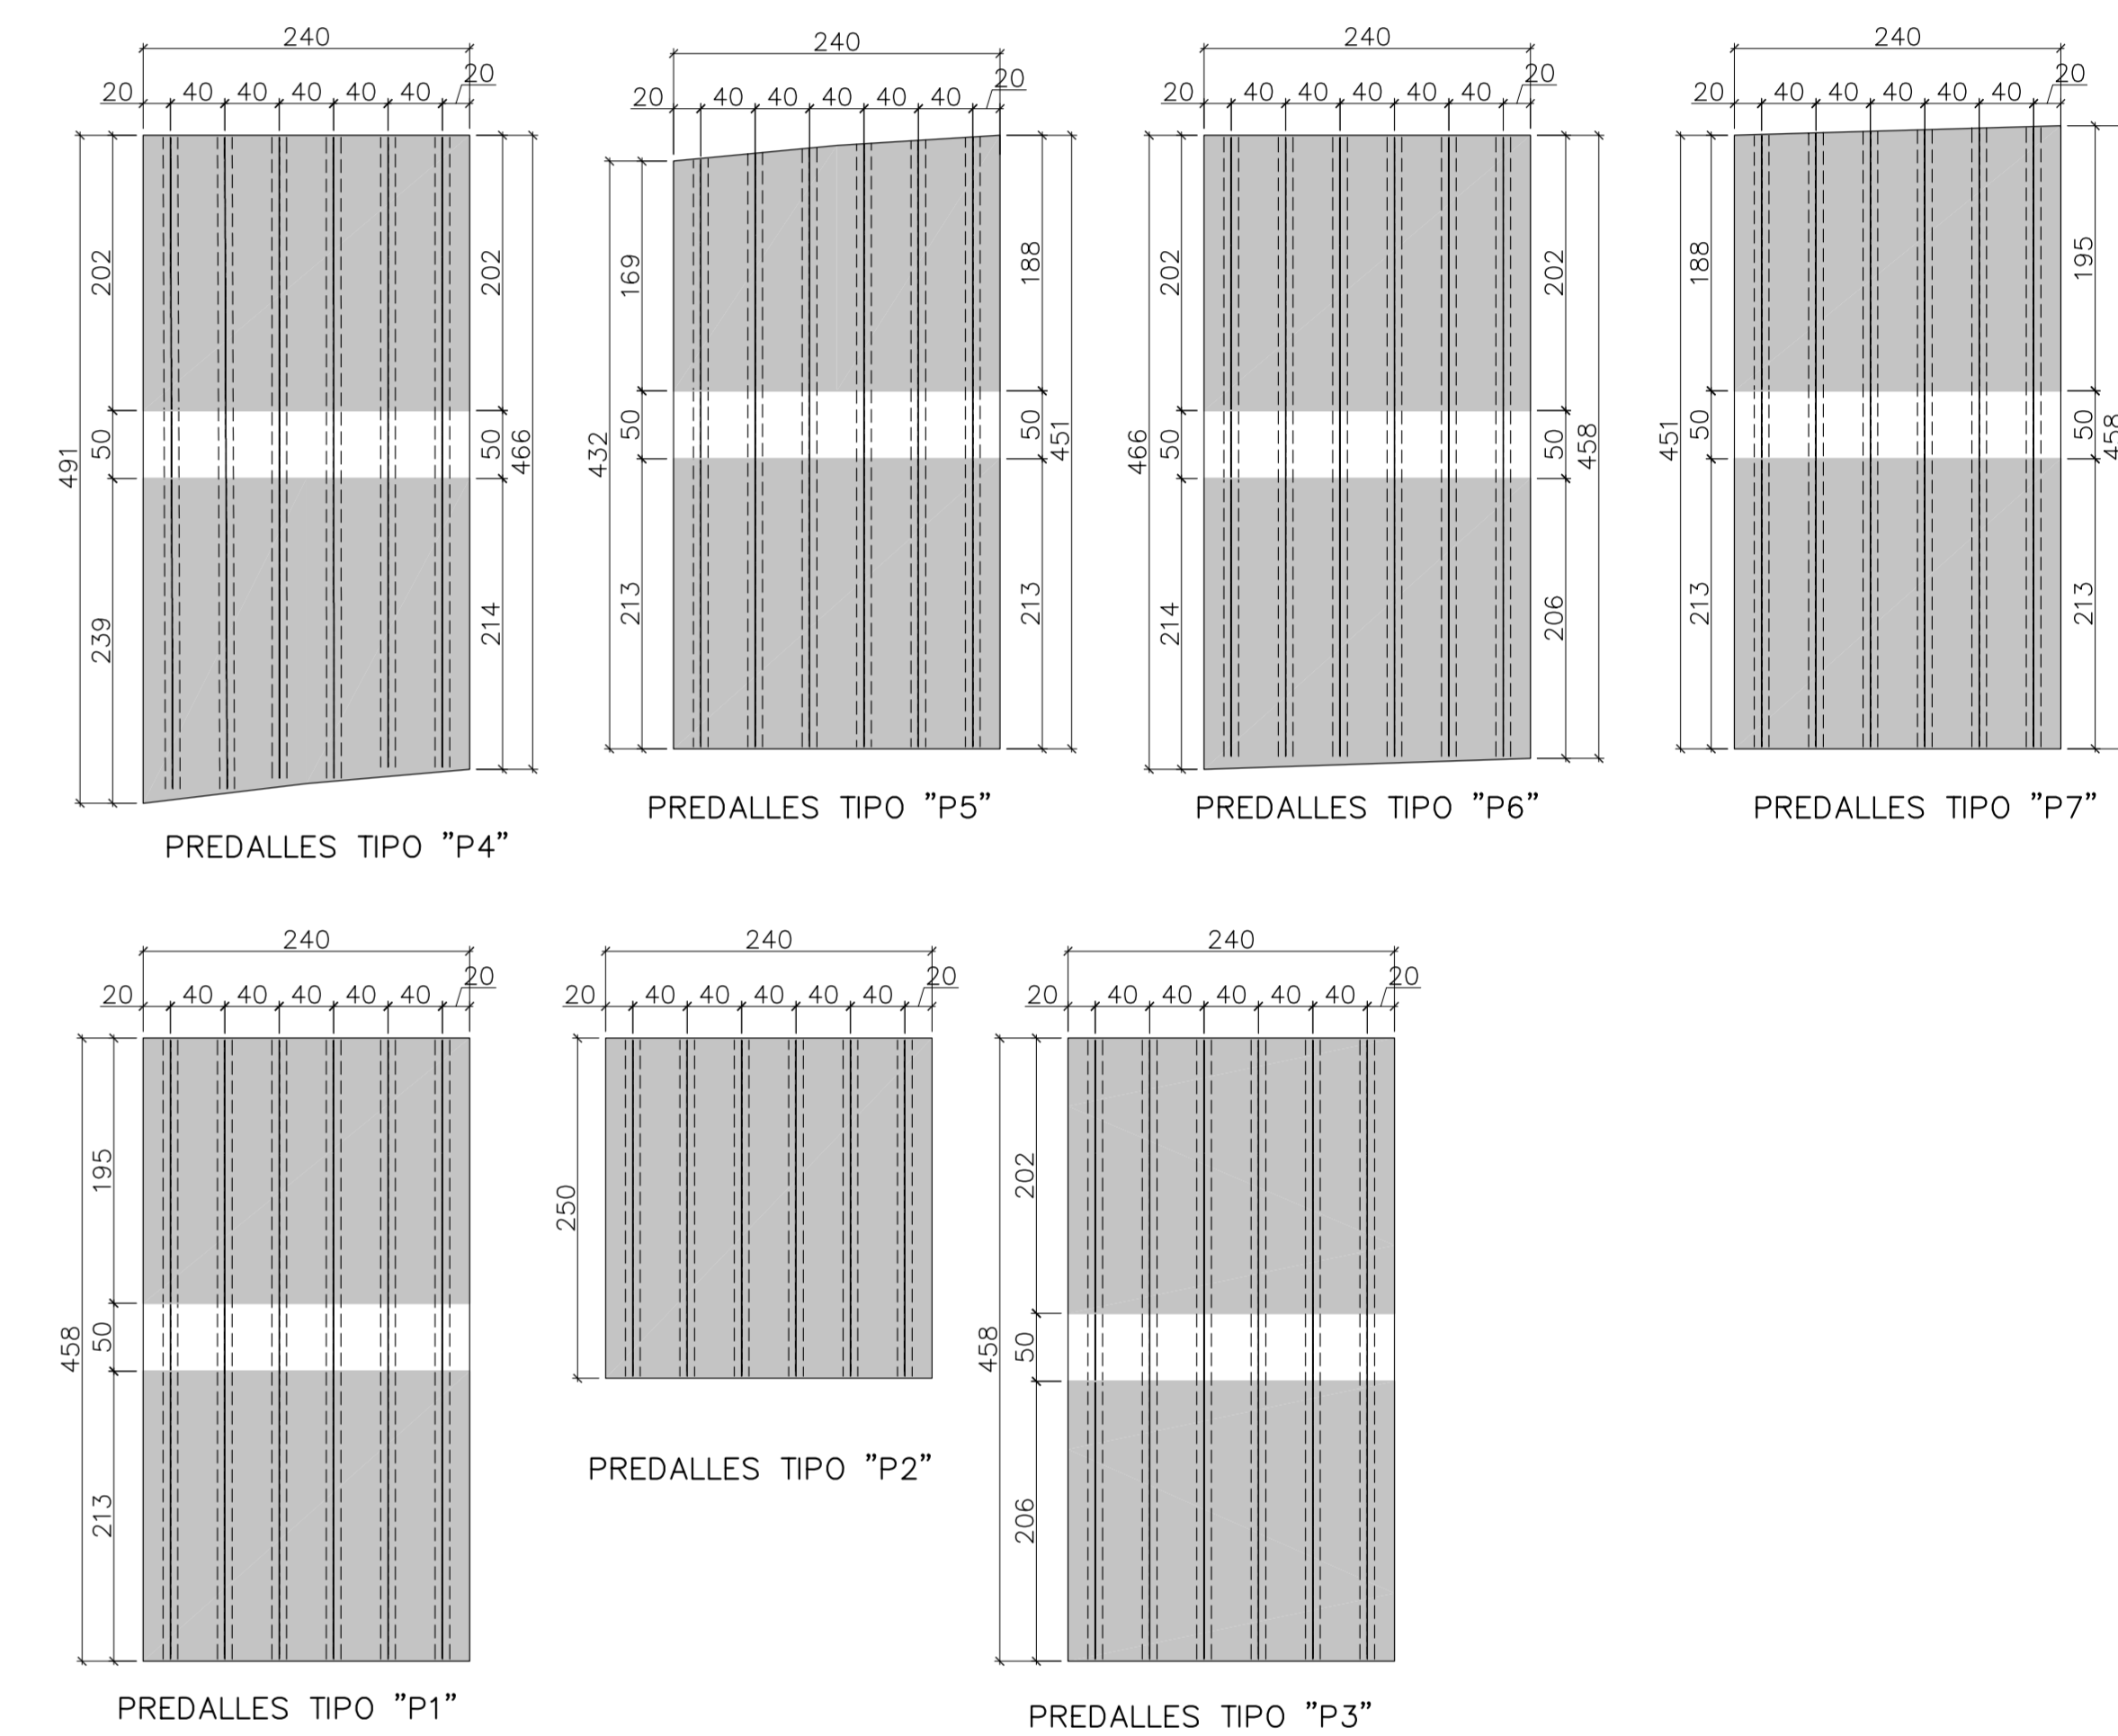 240 240 240 240
20 40 40 40 40 40 20 20 40 40 40 40 40 20 20 40 40 40 40 40 20 20 40 40 40 40 40 20
491 202 50 239 202 50 214 466
432 169 50 213 188 50 213 451
466 202 50 214 202 50 206 458
451 188 50 213 195 50 213 458
PREDALLES TIPO "P4"
PREDALLES TIPO "P5"
PREDALLES TIPO "P6"
PREDALLES TIPO "P7"
240 240 240
20 40 40 40 40 40 20 20 40 40 40 40 40 20 20 40 40 40 40 40 20
458 195 50 213
250
458 202 50 206
PREDALLES TIPO "P1"
PREDALLES TIPO "P2"
PREDALLES TIPO "P3"